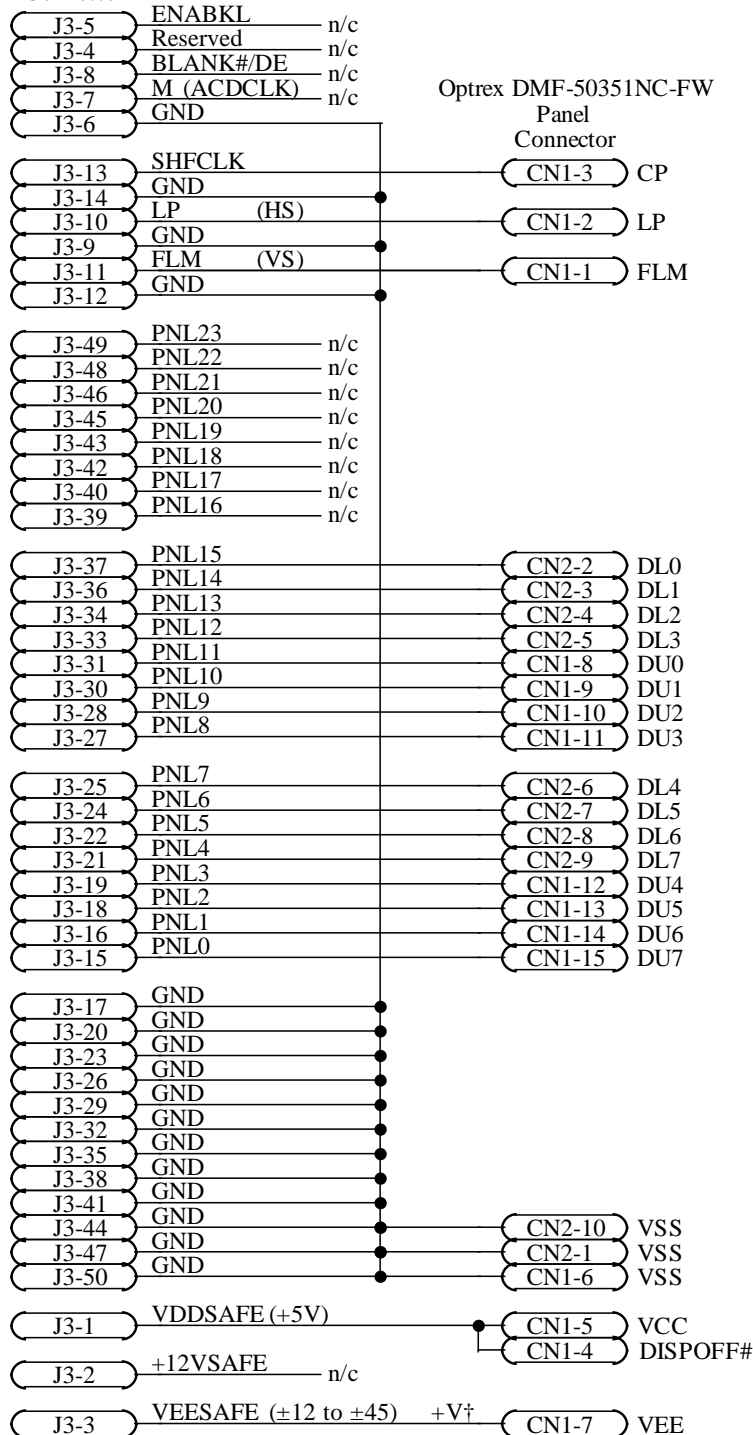 J3-5 ENABKL n/c
J3-4 Reserved n/c
J3-8 BLANK#/DE n/c
J3-7 M (ACDCLK) n/c
J3-6 GND
Optrex DMF-50351NC-FW
Panel
Connector
J3-13 SHFCLK CN1-3 CP
J3-14 GND
J3-10 LP (HS) CN1-2 LP
J3-9 GND
J3-11 FLM (VS) CN1-1 FLM
J3-12 GND
J3-49 PNL23 n/c
J3-48 PNL22 n/c
J3-46 PNL21 n/c
J3-45 PNL20 n/c
J3-43 PNL19 n/c
J3-42 PNL18 n/c
J3-40 PNL17 n/c
J3-39 PNL16 n/c
J3-37 PNL15 CN2-2 DL0
J3-36 PNL14 CN2-3 DL1
J3-34 PNL13 CN2-4 DL2
J3-33 PNL12 CN2-5 DL3
J3-31 PNL11 CN1-8 DU0
J3-30 PNL10 CN1-9 DU1
J3-28 PNL9 CN1-10 DU2
J3-27 PNL8 CN1-11 DU3
J3-25 PNL7 CN2-6 DL4
J3-24 PNL6 CN2-7 DL5
J3-22 PNL5 CN2-8 DL6
J3-21 PNL4 CN2-9 DL7
J3-19 PNL3 CN1-12 DU4
J3-18 PNL2 CN1-13 DU5
J3-16 PNL1 CN1-14 DU6
J3-15 PNL0 CN1-15 DU7
J3-17 GND
J3-20 GND
J3-23 GND
J3-26 GND
J3-29 GND
J3-32 GND
J3-35 GND
J3-38 GND
J3-41 GND
J3-44 GND CN2-10 VSS
J3-47 GND CN2-1 VSS
J3-50 GND CN1-6 VSS
J3-1 VDDSAFE (+5V) CN1-5 VCC
CN1-4 DISPOFF#
J3-2 +12VSAFE n/c
J3-3 VEESAFE (±12 to ±45) +V† CN1-7 VEE